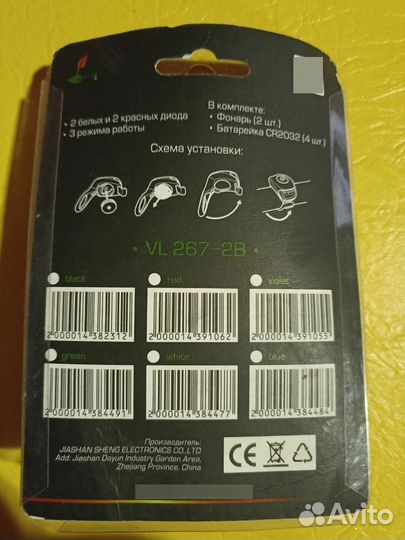 • 2 белых и 2 красных диода
• 3 режима работы
В комплекте:
• Фонарь (2 шт.)
• Батарейка CR2032 (4 шт.)
Схема установки:
• VL 267-2B •
black
red
violet
2000014382312
2000014391062
2000014391055
green
white
blue
2000014384491
2000014384477
2000014384484
Производитель:
JIASHAN SHENG ELECTRONICS CO.,LTD
Add: Jiashan Dayun Industry Garden Area,
Zhejiang Province, China
CE
Avito